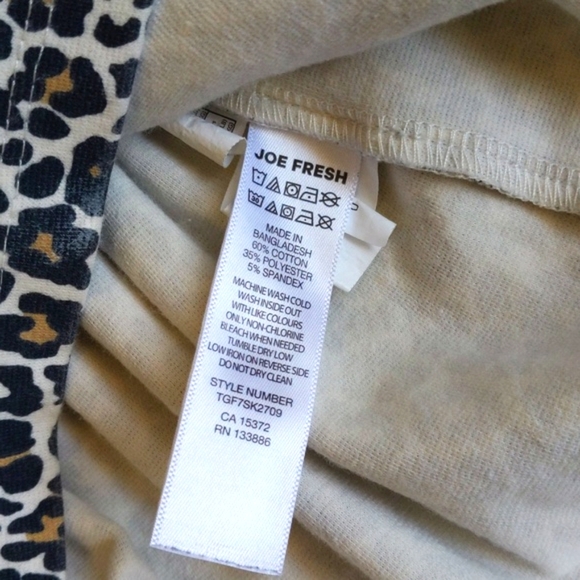 JOE FRESH
MADE IN
BANGLADESH
60% COTTON
35% POLYESTER
5% SPANDEX
MACHINE WASH COLD
WASH INSIDE OUT
WITH LIKE COLOURS
ONLY NON-CHLORINE
BLEACH WHEN NEEDED
TUMBLE DRY LOW
LOW IRON ON REVERSE SIDE
DO NOT DRY CLEAN
STYLE NUMBER
TGF7SK2709
CA 15372
RN 133886